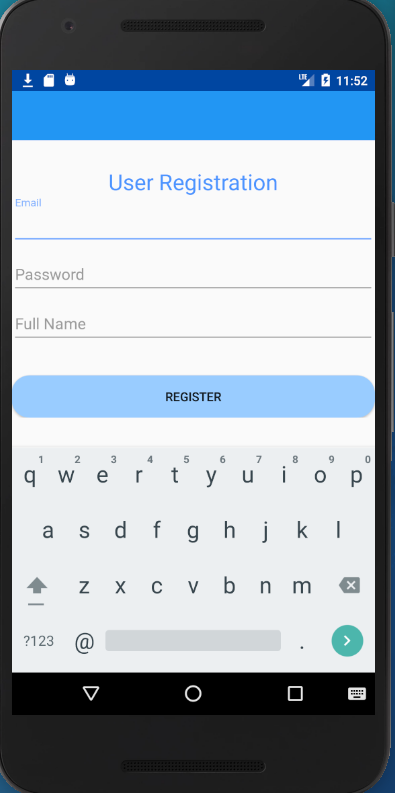 LTE 11:52
User Registration
Email
Password
Full Name
REGISTER
1 2 3 4 5 6 7 8 9 0
q w e r t y u i o p
a s d f g h j k l
z x c v b n m
?123 @ .